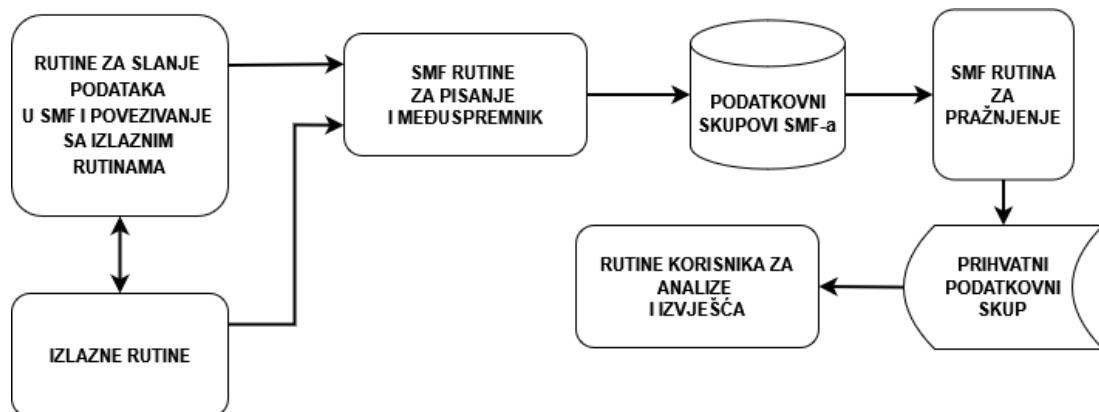 RUTINE ZA SLANJE
PODATAKA
U SMF I POVEZIVANJE
SA IZLAZNIM
RUTINAMA
SMF RUTINE
ZA PISANJE
I MEĐUSPREMNIK
PODATKOVNI
SKUPOVI SMF-a
SMF RUTINA
ZA
PRAŽNJENJE
IZLAZNE RUTINE
RUTINE KORISNIKA ZA
ANALIZE
I IZVJEŠĆA
PRIHVATNI
PODATKOVNI
SKUP